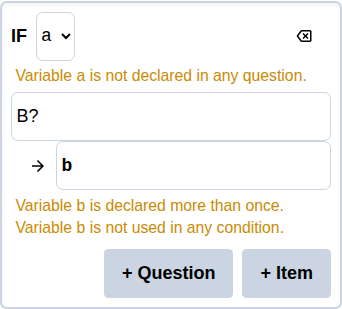 IF a
Variable a is not declared in any question.
B?
→ b
Variable b is declared more than once.
Variable b is not used in any condition.
+ Question + Item